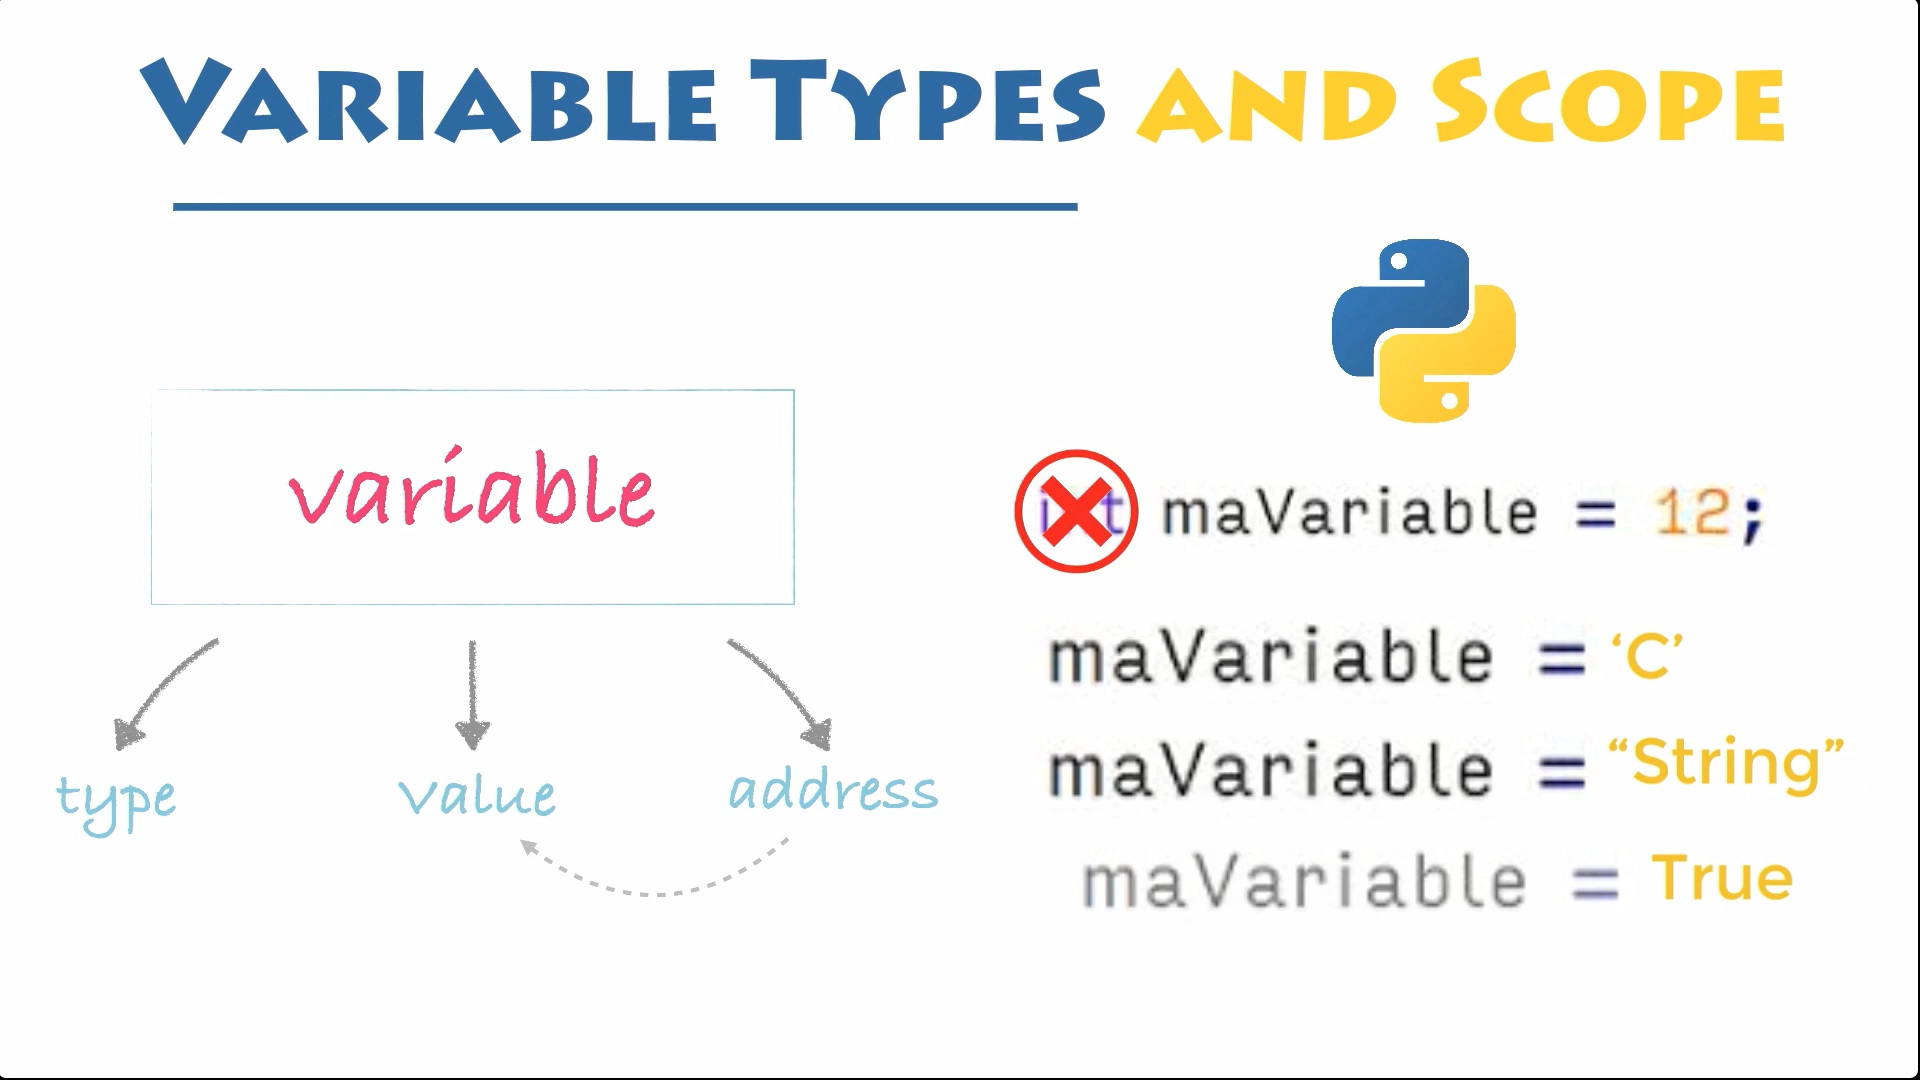 VARIABLE TYPES AND SCOPE
variable
type value address
maVariable = 12;
maVariable = ‘C’
maVariable = “String”
maVariable = True